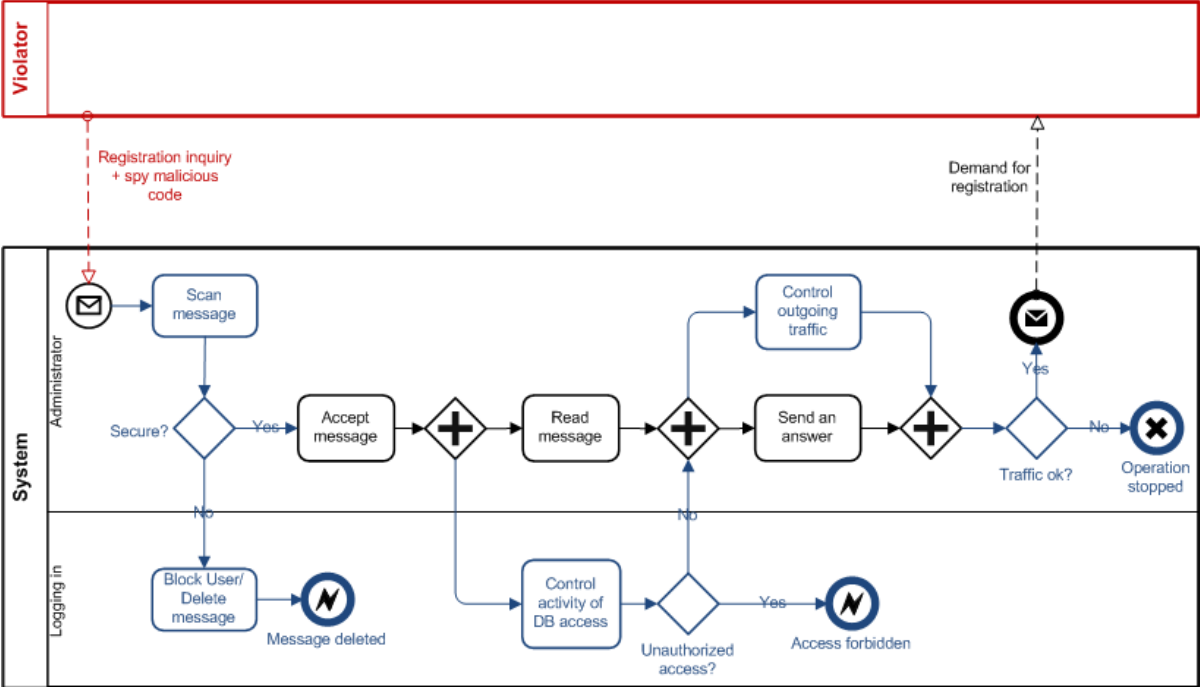 Violator
Registration inquiry
+ spy malicious
code
Demand for
registration
System
Administrator
Scan
message
Control
outgoing
traffic
Yes
Secure?
Yes
Accept
message
Read
message
Send an
answer
No
Traffic ok?
Operation
stopped
No
No
Logging in
Block User/
Delete
message
Message deleted
Control
activity of
DB access
Yes
Unauthorized
access?
Access forbidden